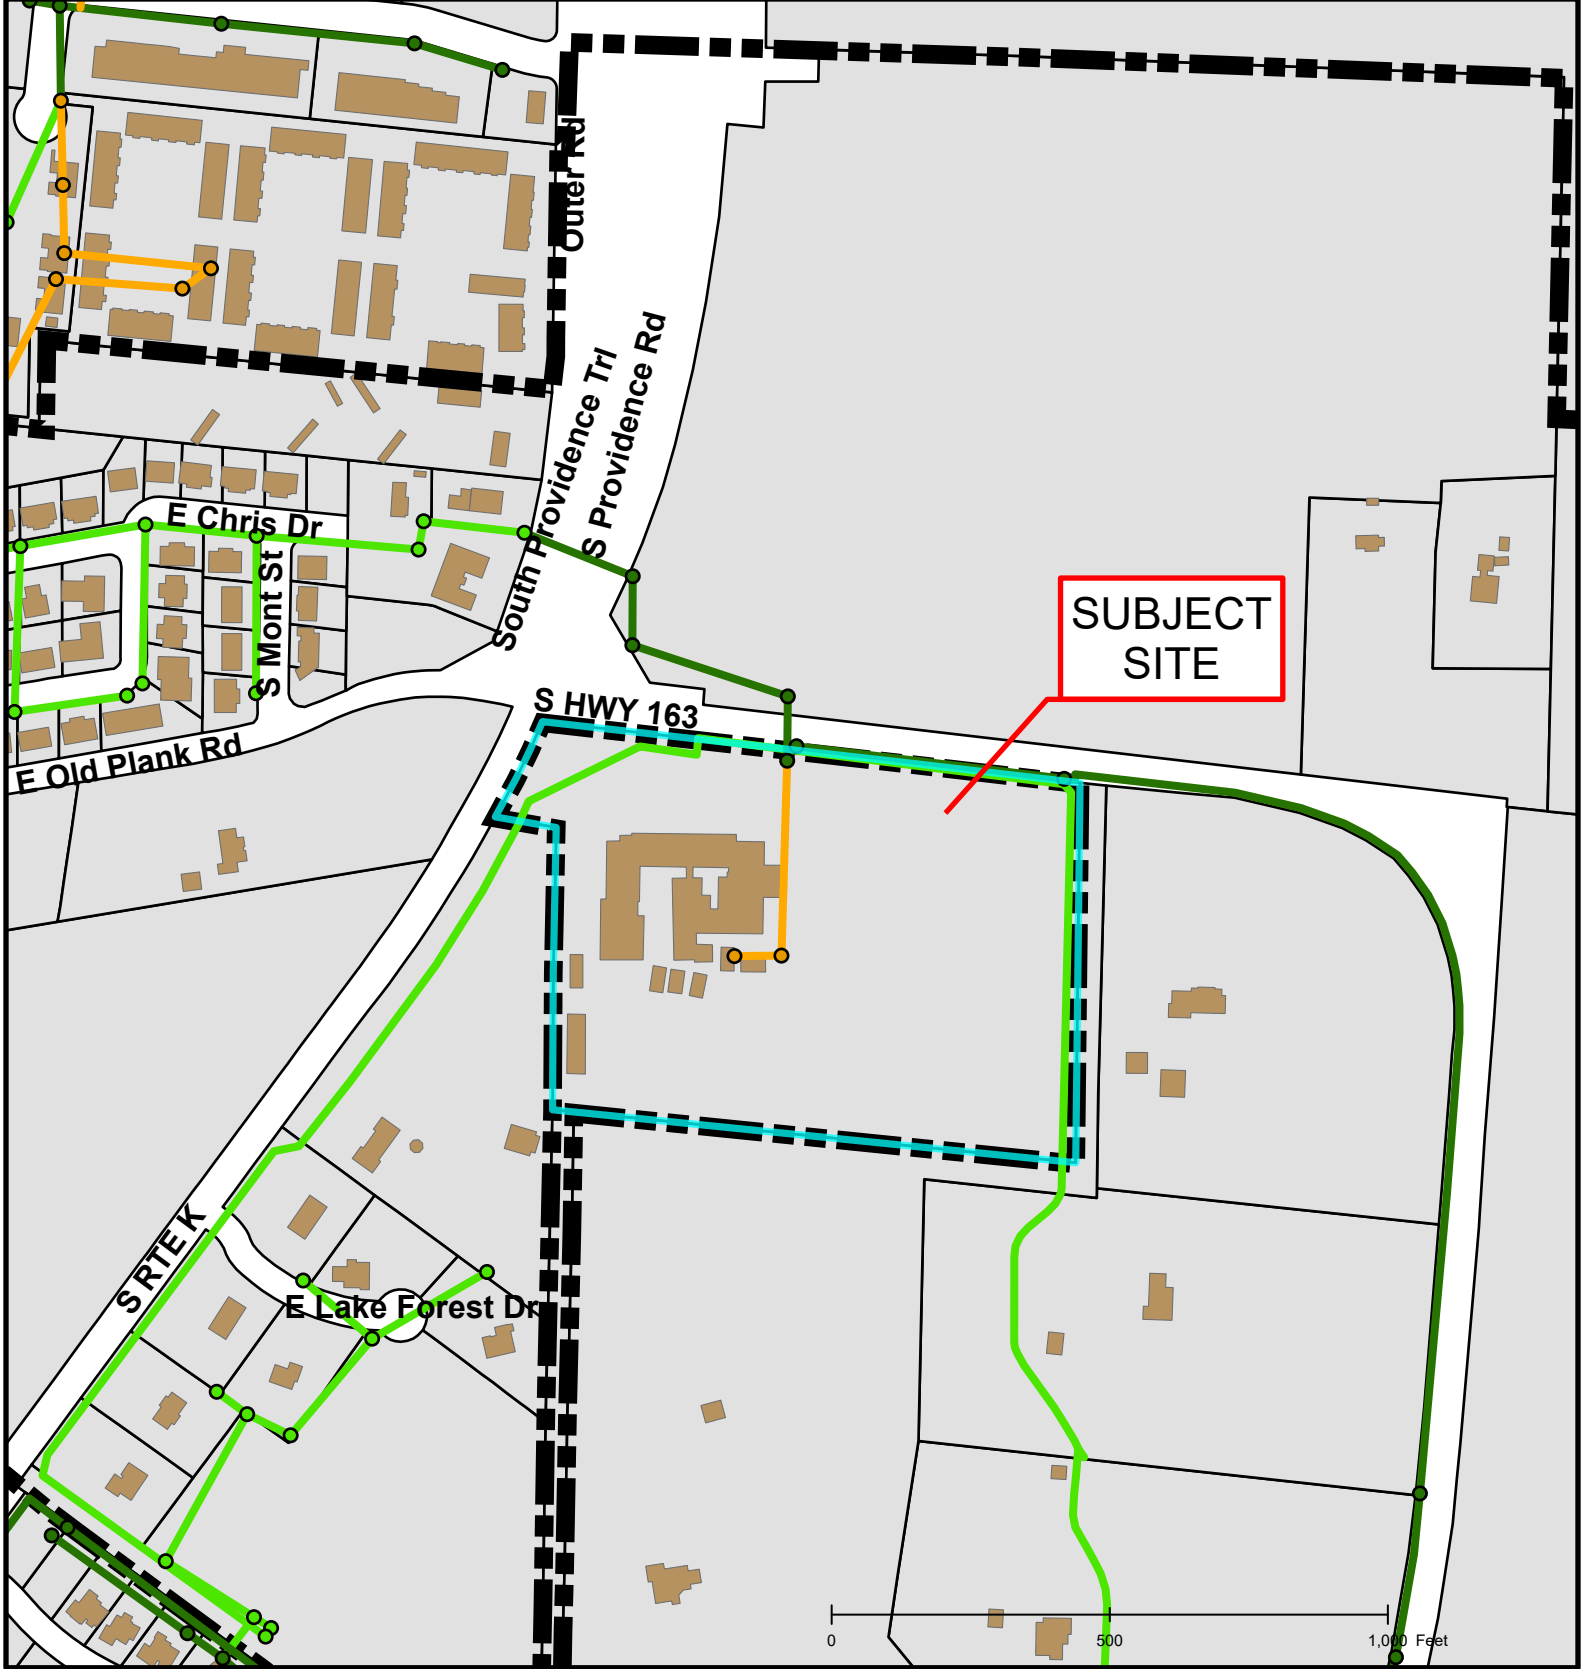 Outer Rd
South Providence Trl
S Providence Rd
E Chris Dr
S Mont St
SUBJECT
SITE
S HWY 163
E Old Plank Rd
S RTE K
E Lake Forest Dr
0 500 1,000 Feet